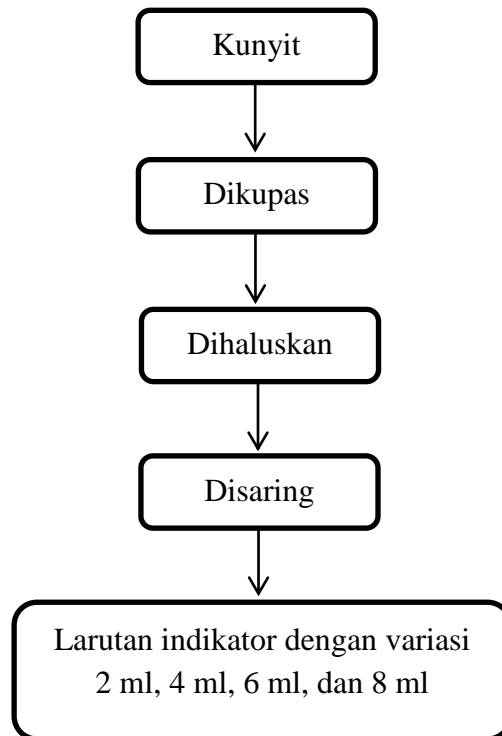 Kunyit
Dikupas
Dihaluskan
Disaring
Larutan indikator dengan variasi
2 ml, 4 ml, 6 ml, dan 8 ml